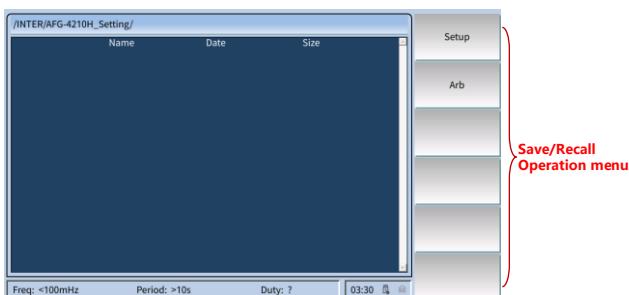 /INTER/AFG-4210H_Setting/
Name Date Size
Setup
Arb
Save/Recall
Operation menu
Freq: <100mHz Period: >10s Duty: ? 03:30